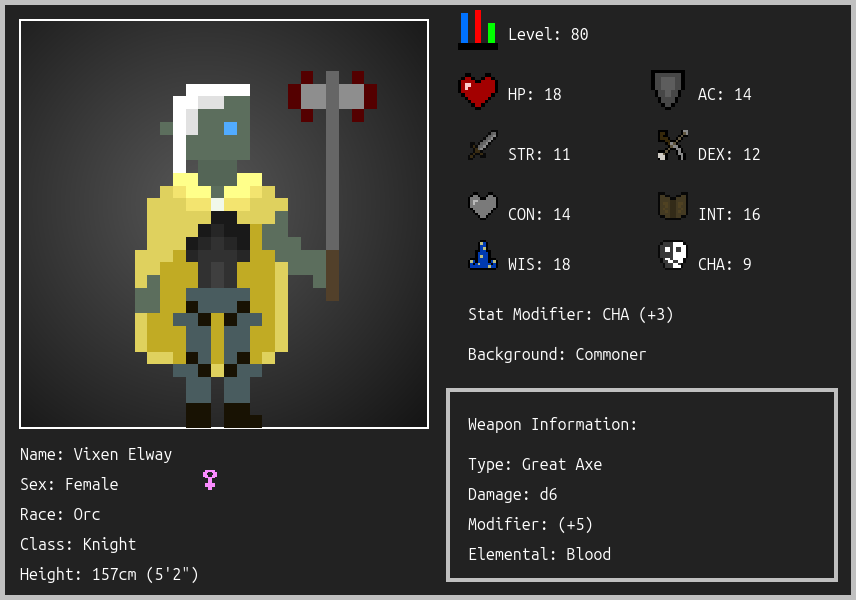 Level: 80
HP: 18
AC: 14
STR: 11
DEX: 12
CON: 14
INT: 16
WIS: 18
CHA: 9
Stat Modifier: CHA (+3)
Background: Commoner
Weapon Information:
Type: Great Axe
Damage: d6
Modifier: (+5)
Elemental: Blood
Name: Vixen Elway
Sex: Female
Race: Orc
Class: Knight
Height: 157cm (5'2")